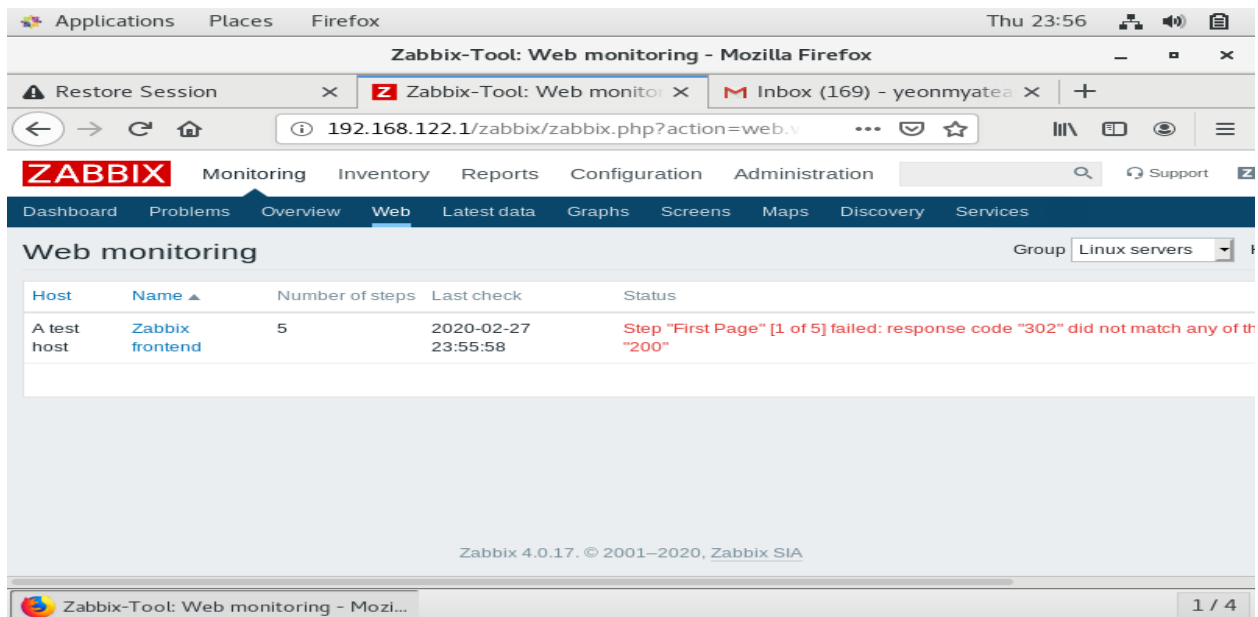 Applications Places Firefox Thu 23:56
Zabbix-Tool: Web monitoring - Mozilla Firefox
Restore Session Zabbix-Tool: Web monitor Inbox (169) - yeonmyatea
192.168.122.1/zabbix/zabbix.php?action=web.v
ZABBIX Monitoring Inventory Reports Configuration Administration Support Z
Dashboard Problems Overview Web Latest data Graphs Screens Maps Discovery Services
Web monitoring Group Linux servers
Host Name Number of steps Last check Status
A test Zabbix 5 2020-02-27 Step "First Page" [1 of 5] failed: response code "302" did not match any of th
host frontend 23:55:58 "200"
Zabbix 4.0.17. © 2001–2020, Zabbix SIA
Zabbix-Tool: Web monitoring - Mozi... 1 / 4